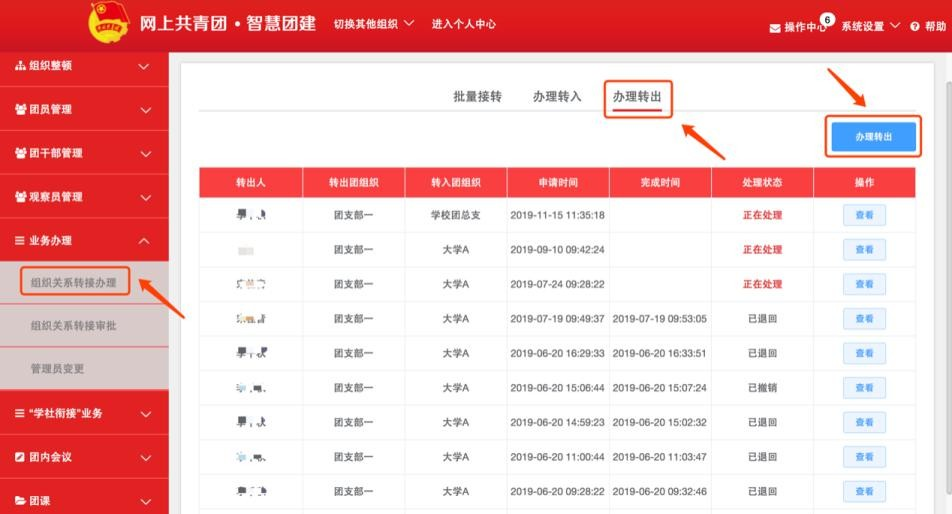 网上共青团·智慧团建
切换其他组织
进入个人中心
操作中心
6
系统设置
帮助
组织整顿
团员管理
团干部管理
观察员管理
业务办理
组织关系转接办理
组织关系转接审批
管理员变更
“学社衔接”业务
团内会议
团课
批量接转 办理转入 办理转出
办理转出
转出人 转出团组织 转入团组织 申请时间 完成时间 处理状态 操作
团支部一 学校团总支 2019-11-15 11:35:18 正在处理 查看
团支部一 大学A 2019-09-10 09:42:24 正在处理 查看
团支部一 大学A 2019-07-24 09:28:22 正在处理 查看
团支部一 大学A 2019-07-19 09:49:37 2019-07-19 09:53:05 已退回 查看
团支部一 大学A 2019-06-20 16:29:33 2019-06-20 16:33:51 已退回 查看
团支部一 大学A 2019-06-20 15:06:44 2019-06-20 15:07:24 已撤销 查看
团支部一 大学A 2019-06-20 14:59:23 2019-06-20 15:02:32 已退回 查看
团支部一 大学A 2019-06-20 11:00:44 2019-06-20 11:03:47 已退回 查看
团支部一 大学A 2019-06-20 09:28:22 2019-06-20 09:32:46 已退回 查看